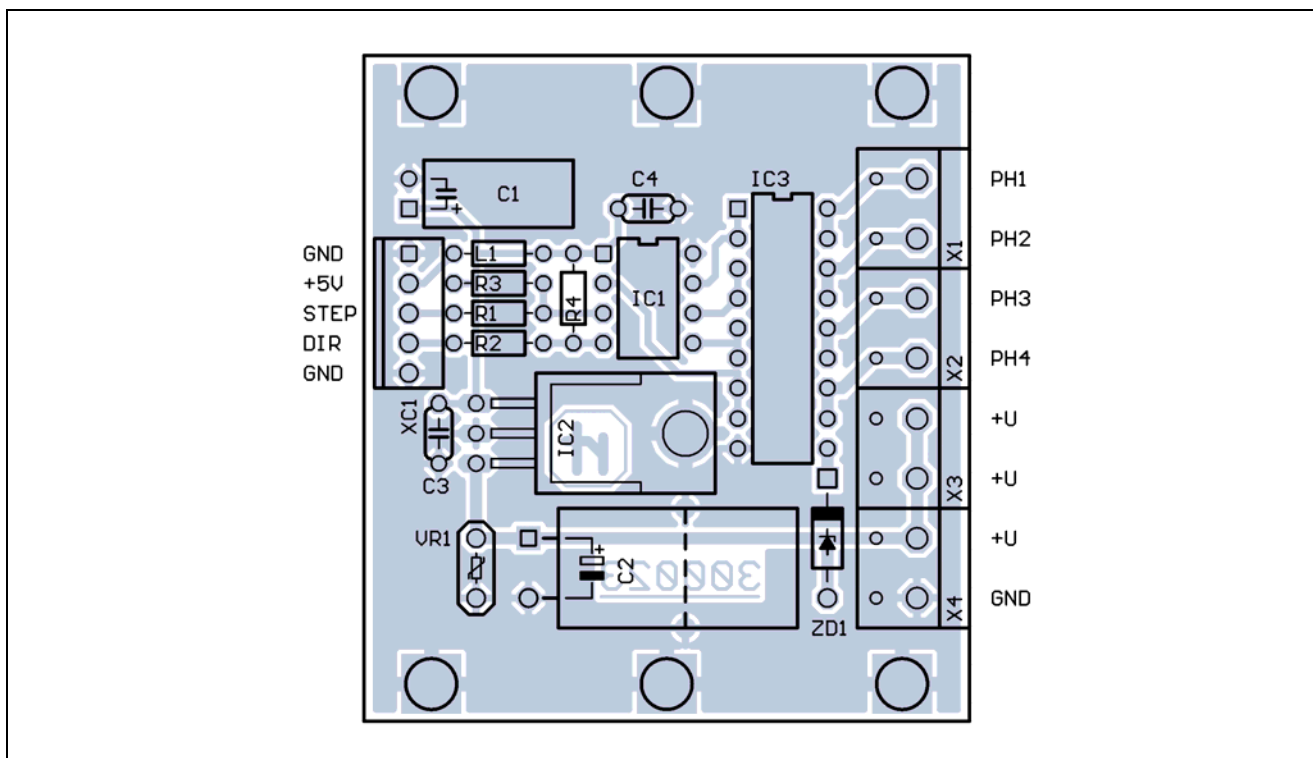 C1
C4
IC3
PH1
PH2
X1
GND
+5V
STEP
DIR
GND
L1
R3
R1
R2
R4
IC1
PH3
PH4
X2
XC1
C3
IC2
+U
+U
X3
VR1
C2
300023
ZD1
+U
GND
X4